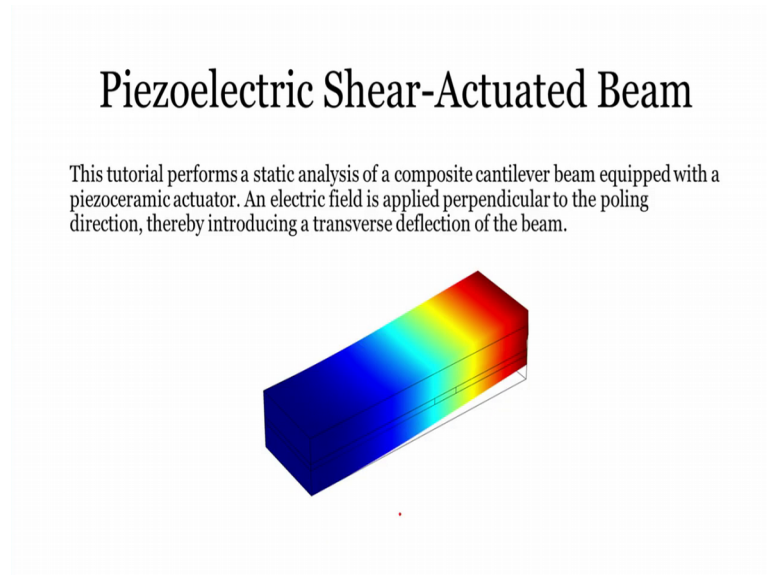 Piezoelectric Shear-Actuated Beam
This tutorial performs a static analysis of a composite cantilever beam equipped with a
piezoceramic actuator. An electric field is applied perpendicular to the poling
direction, thereby introducing a transverse deflection of the beam.